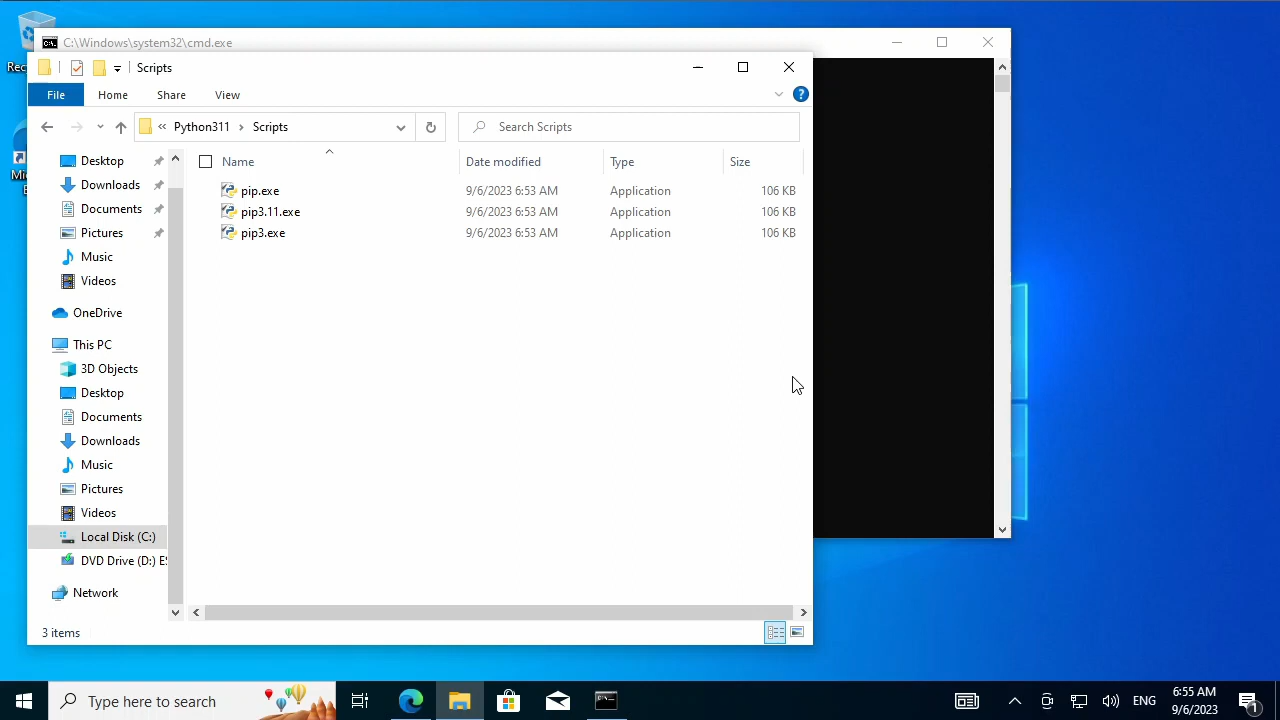 C:\Windows\system32\cmd.exe
Scripts
File Home Share View
Python311 Scripts
Search Scripts
Name Date modified Type Size
pip.exe 9/6/2023 6:53 AM Application 106 KB
pip3.11.exe 9/6/2023 6:53 AM Application 106 KB
pip3.exe 9/6/2023 6:53 AM Application 106 KB
Desktop
Downloads
Documents
Pictures
Music
Videos
OneDrive
This PC
3D Objects
Desktop
Documents
Downloads
Music
Pictures
Videos
Local Disk (C:)
DVD Drive (D:)
Network
3 items
Type here to search
ENG
6:55 AM
9/6/2023
1